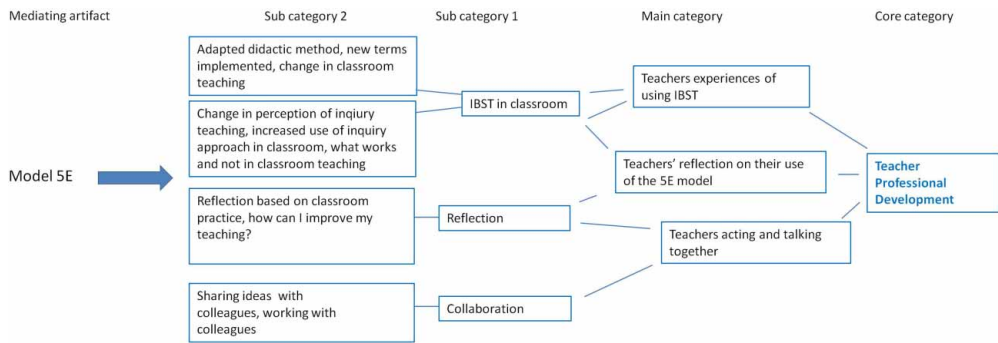 Mediating artifact
Sub category 2
Sub category 1
Main category
Core category
Model 5E
Adapted didactic method, new terms
implemented, change in classroom
teaching
Change in perception of inqiury
teaching, increased use of inquiry
approach in classroom, what works
and not in classroom teaching
Reflection based on classroom
practice, how can I improve my
teaching?
Sharing ideas with
colleagues, working with
colleagues
IBST in classroom
Reflection
Collaboration
Teachers experiences of
using IBST
Teachers' reflection on their use
of the 5E model
Teachers acting and talking
together
Teacher
Professional
Development